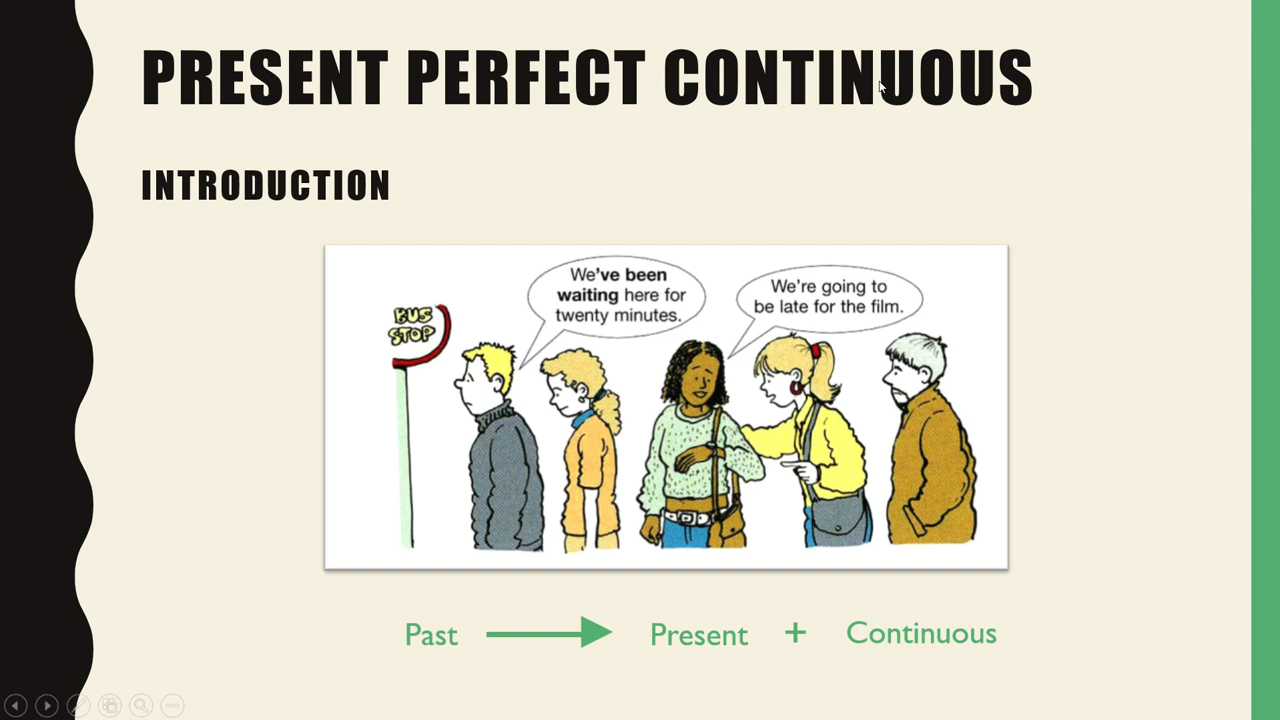 PRESENT PERFECT CONTINUOUS
INTRODUCTION
BUS
STOP
We've been
waiting here for
twenty minutes.
We're going to
be late for the film.
Past Present + Continuous